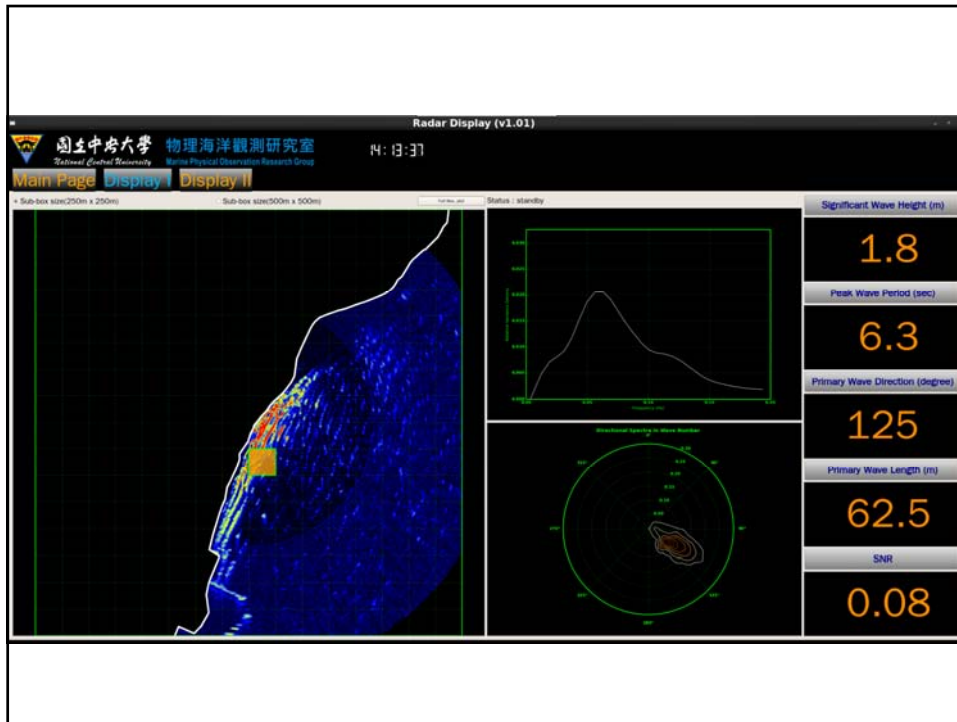 Radar Display (v1.01)
國立中央大學
National Central University
物理海洋觀測研究室
Marine Physical Observation Research Group
14:13:37
Main Page Display I Display II
Sub-box size(250m x 250m) Sub-box size(500m x 500m)
Status : standby
Significant Wave Height (m)
1.8
Peak Wave Period (sec)
6.3
Primary Wave Direction (degree)
125
Primary Wave Length (m)
62.5
SNR
0.08
Directional Spectra in Wave Number